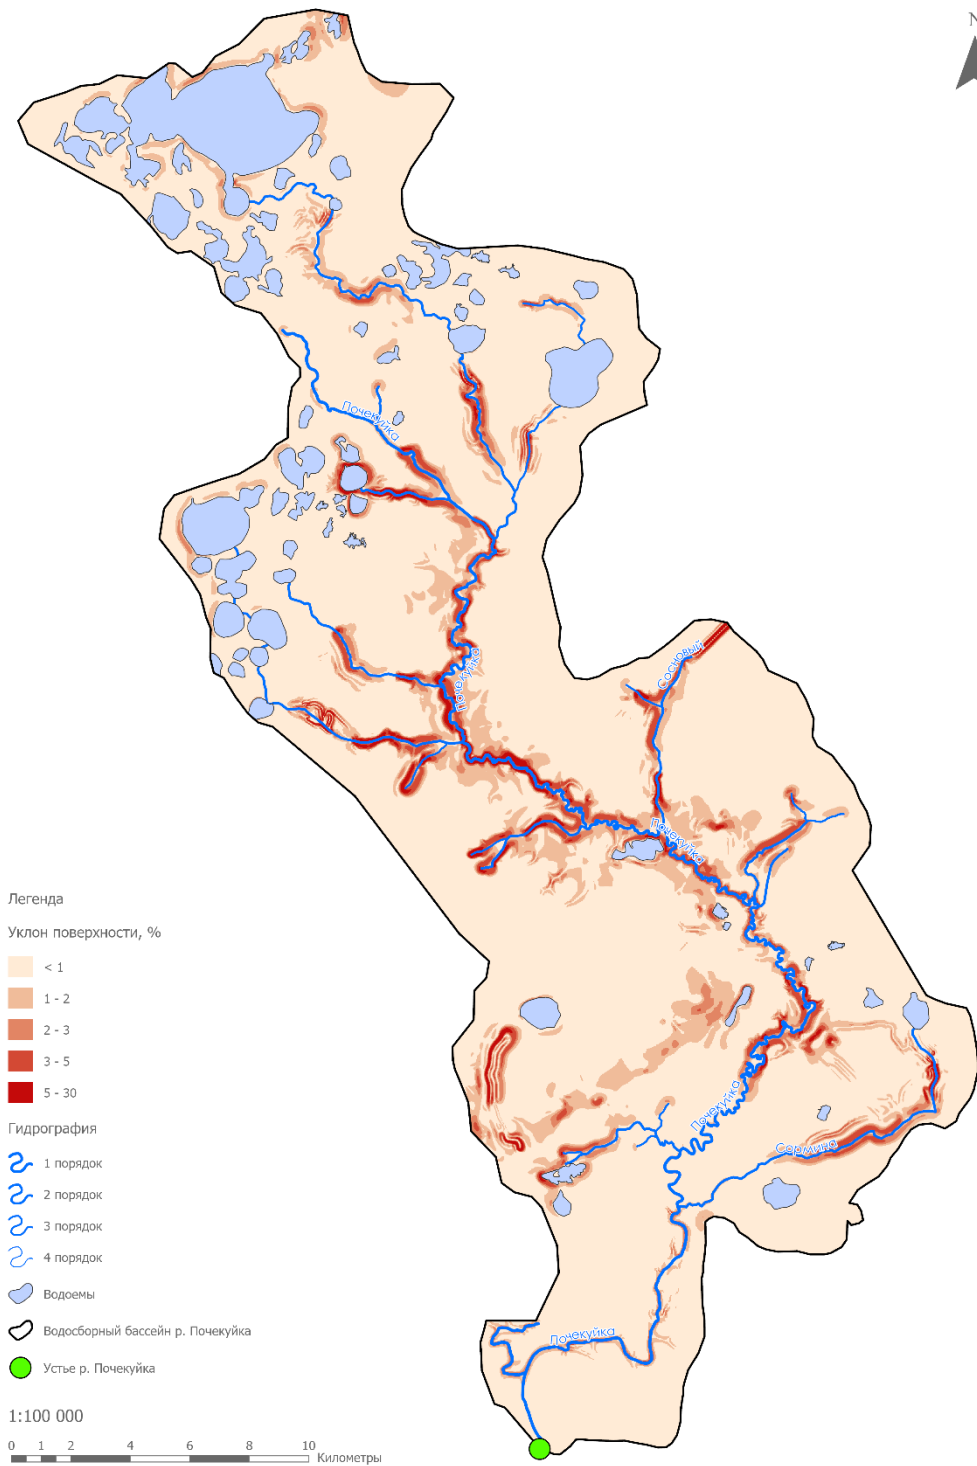 N
Почекуйка
Почекуйка
Сосновый
Почекуйка
Почекуйка
Сормина
Почекуйка
Легенда
Уклон поверхности, %
< 1
1 - 2
2 - 3
3 - 5
5 - 30
Гидрография
1 порядок
2 порядок
3 порядок
4 порядок
Водоемы
Водосборный бассейн р. Почекуйка
Устье р. Почекуйка
1:100 000
0 1 2 4 6 8 10
Километры